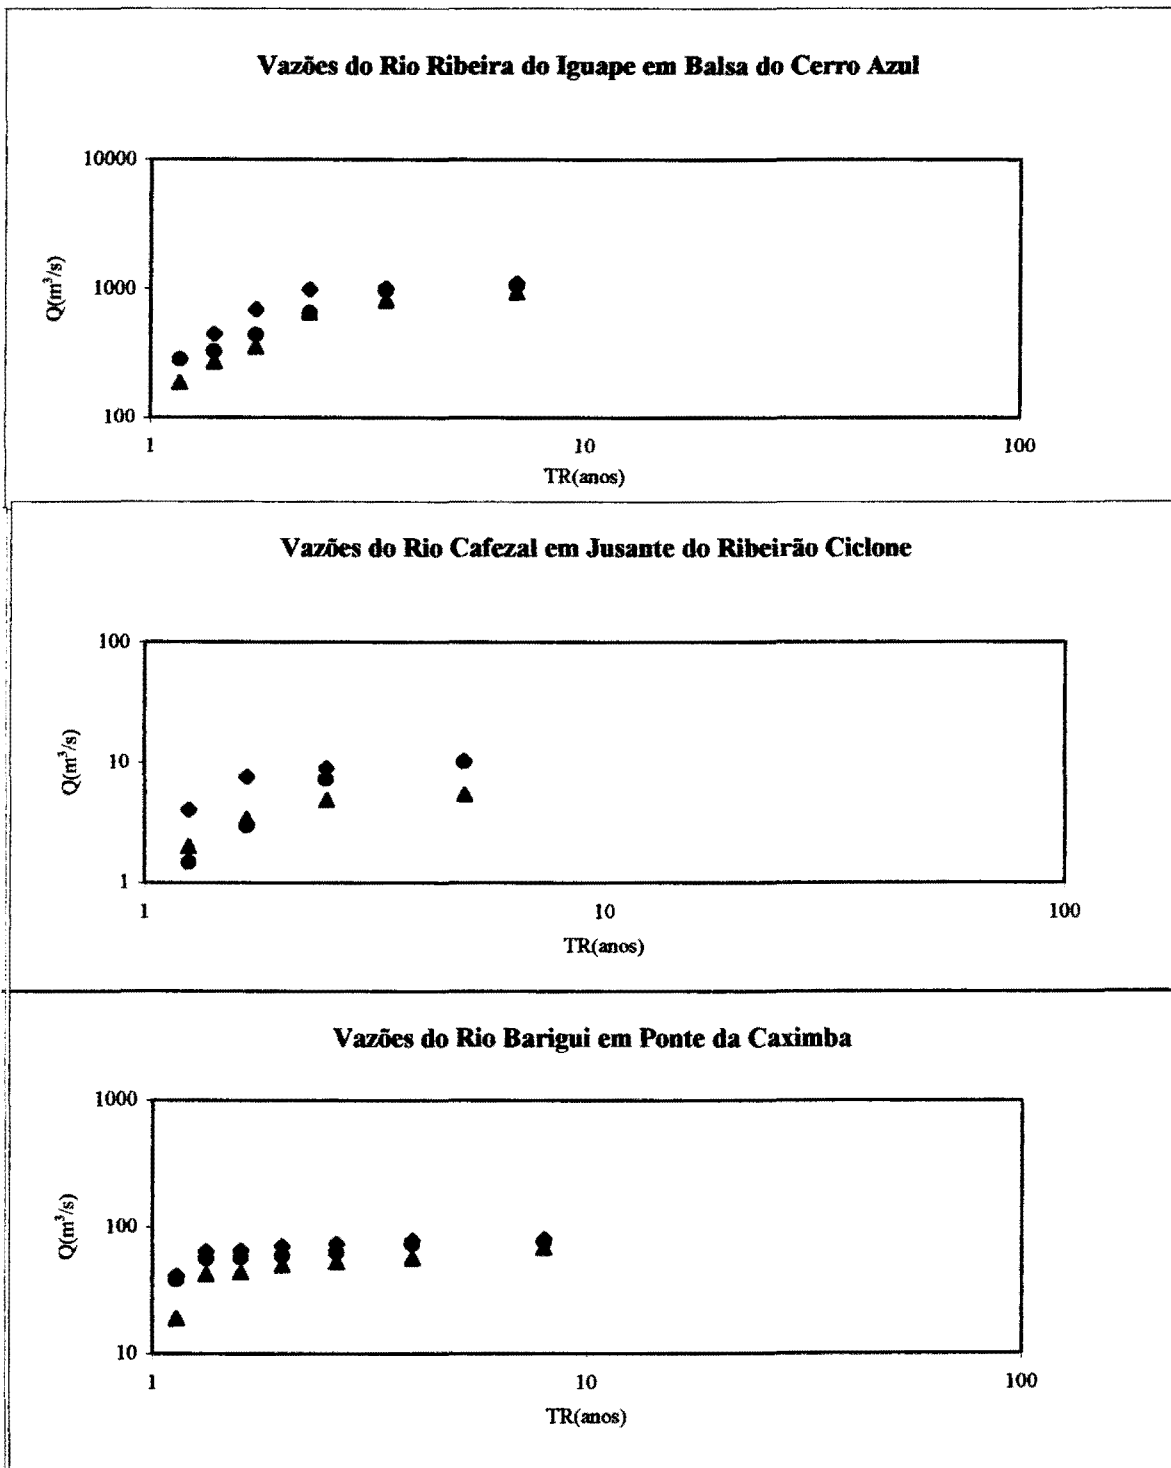 Vazões do Rio Ribeira do Iguape em Balsa do Cerro Azul
10000
1000
100
Q(m³/s)
1 10 100
TR(anos)
Vazões do Rio Cafezal em Jusante do Ribeirão Ciclone
100
10
1
Q(m³/s)
1 10 100
TR(anos)
Vazões do Rio Barigui em Ponte da Caximba
1000
100
10
Q(m³/s)
1 10 100
TR(anos)